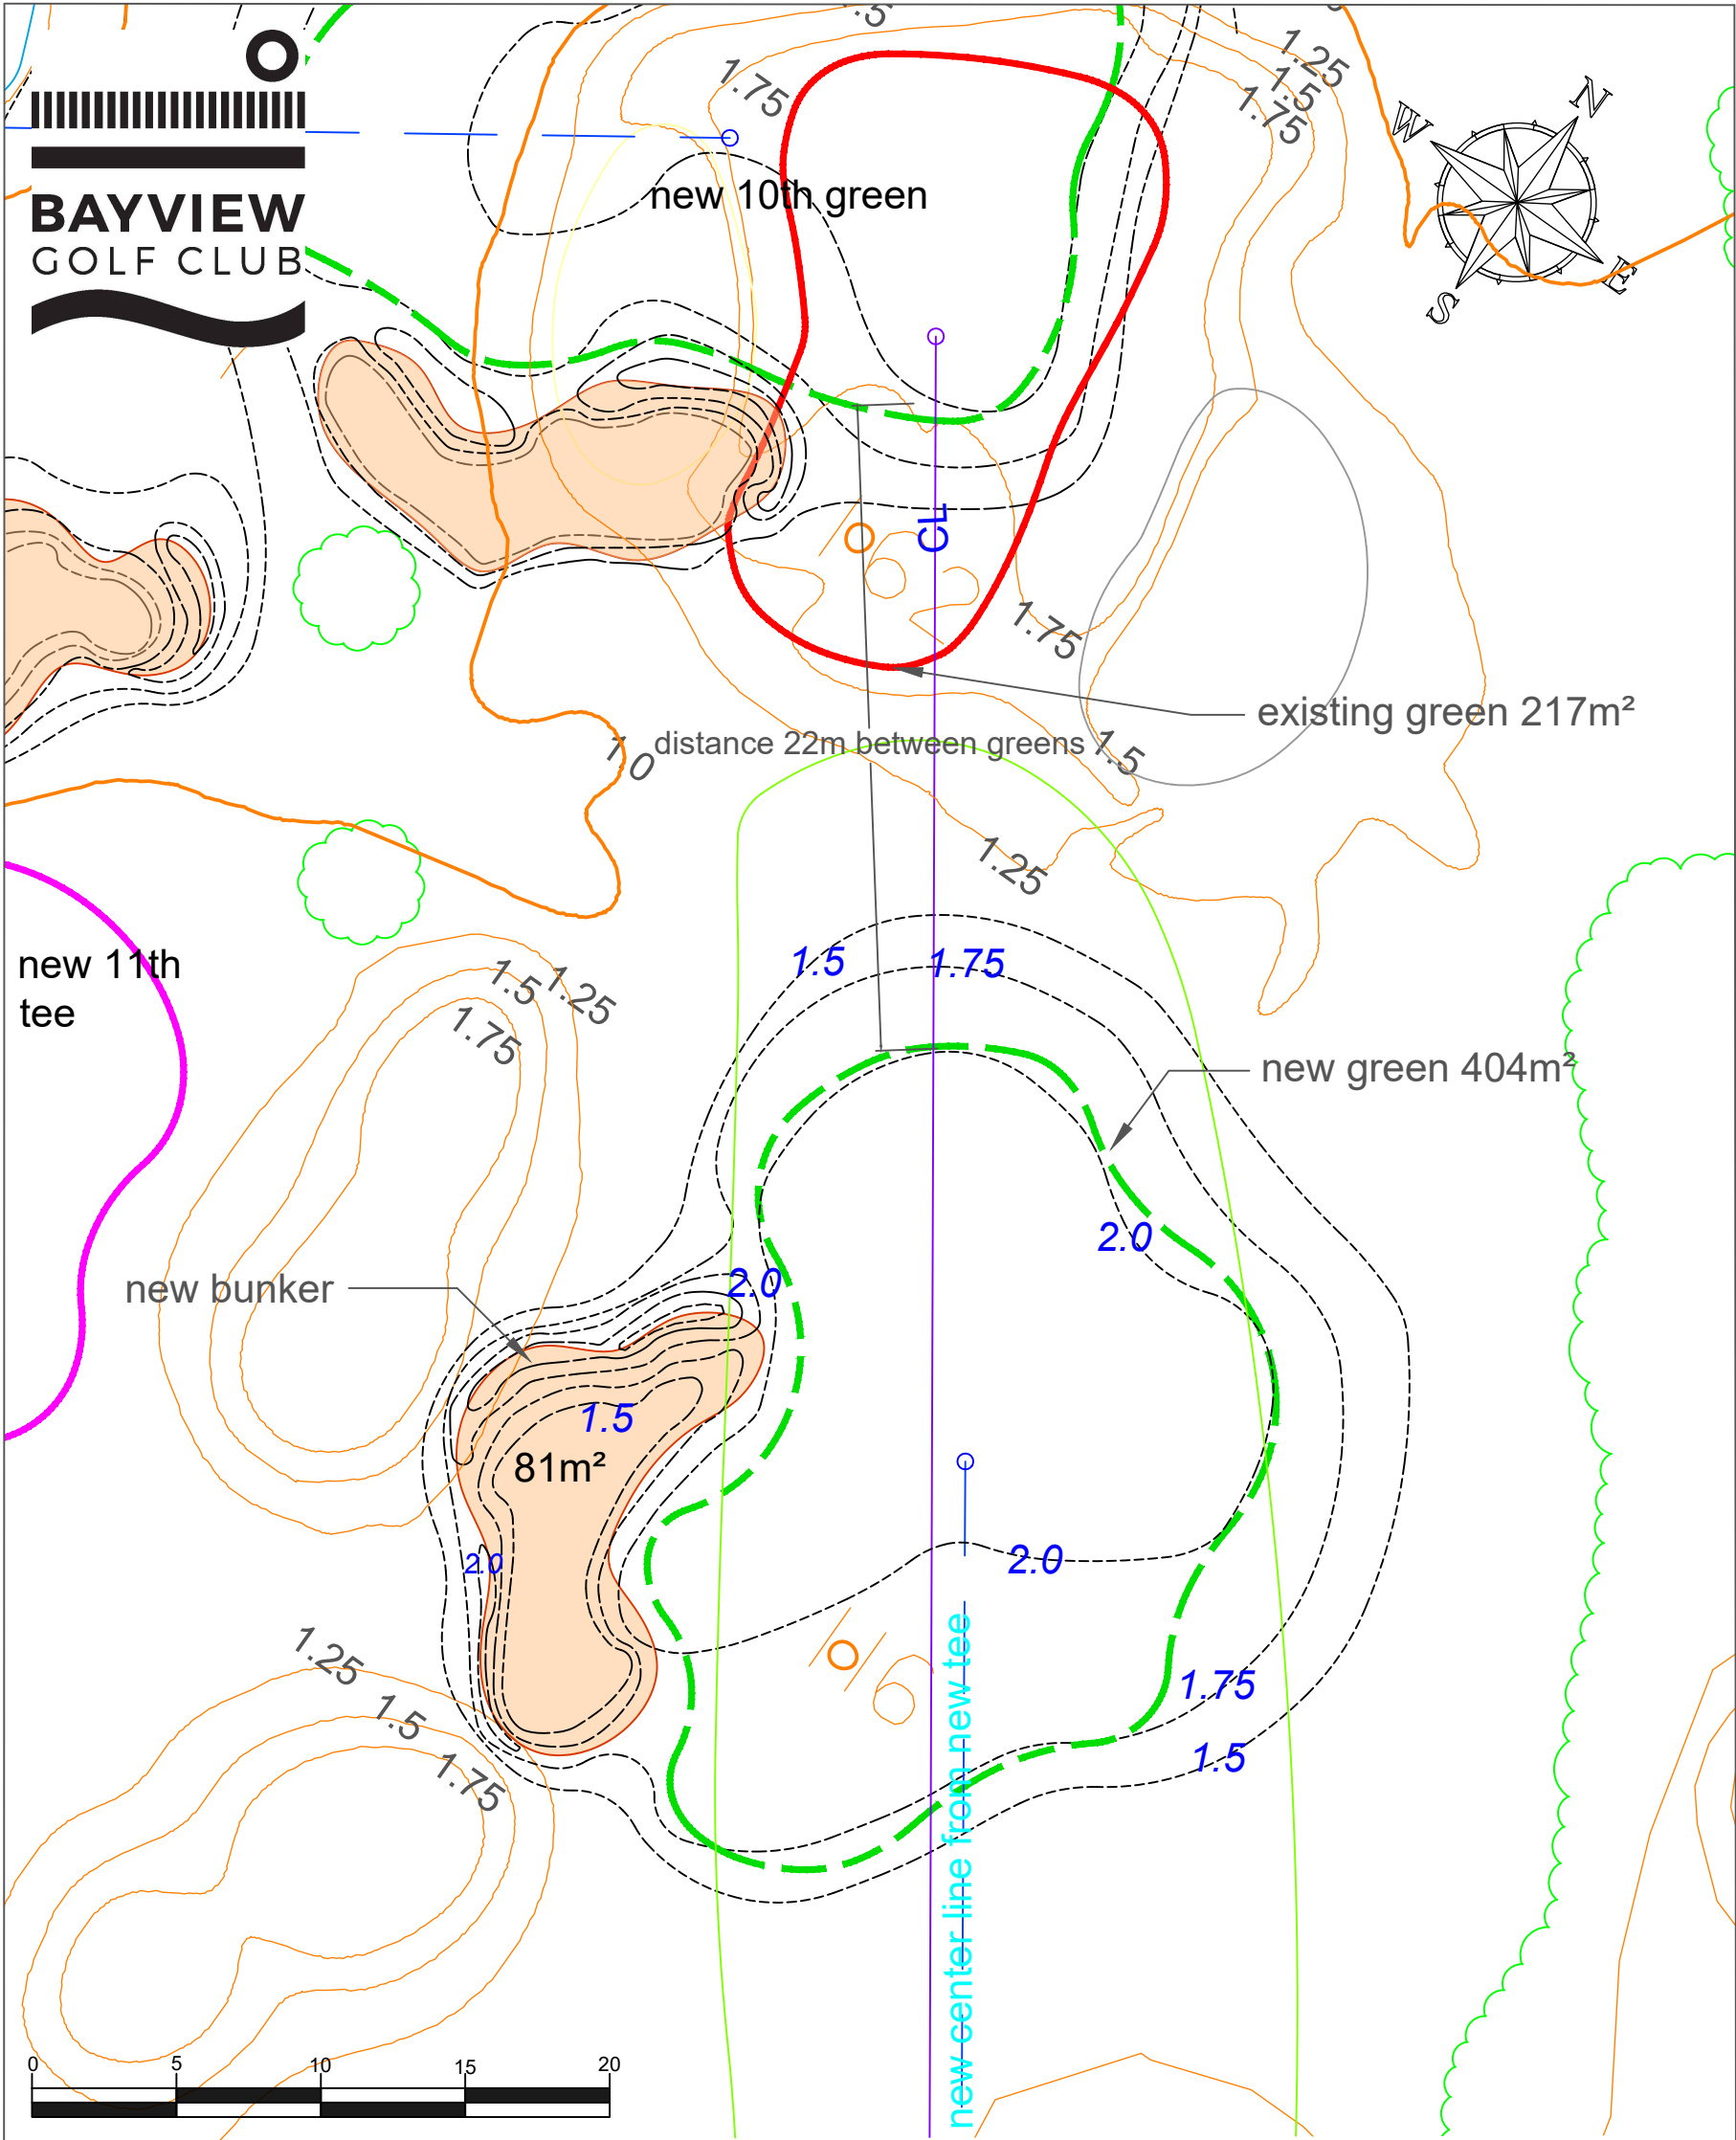 .5
1.25
1.5
1.75
1.75
N
W
E
S
BAYVIEW
GOLF CLUB
new 10th green
CL
1.75
existing green 217m²
distance 22m between greens
1.0
1.5
1.25
new 11th
tee
1.5
1.75
1.5
1.25
1.75
new green 404m²
2.0
2.0
new bunker
1.5
81m²
2.0
2.0
1.25
1.5
1.75
1.75
1.5
new center line from new tee
0 5 10 15 20